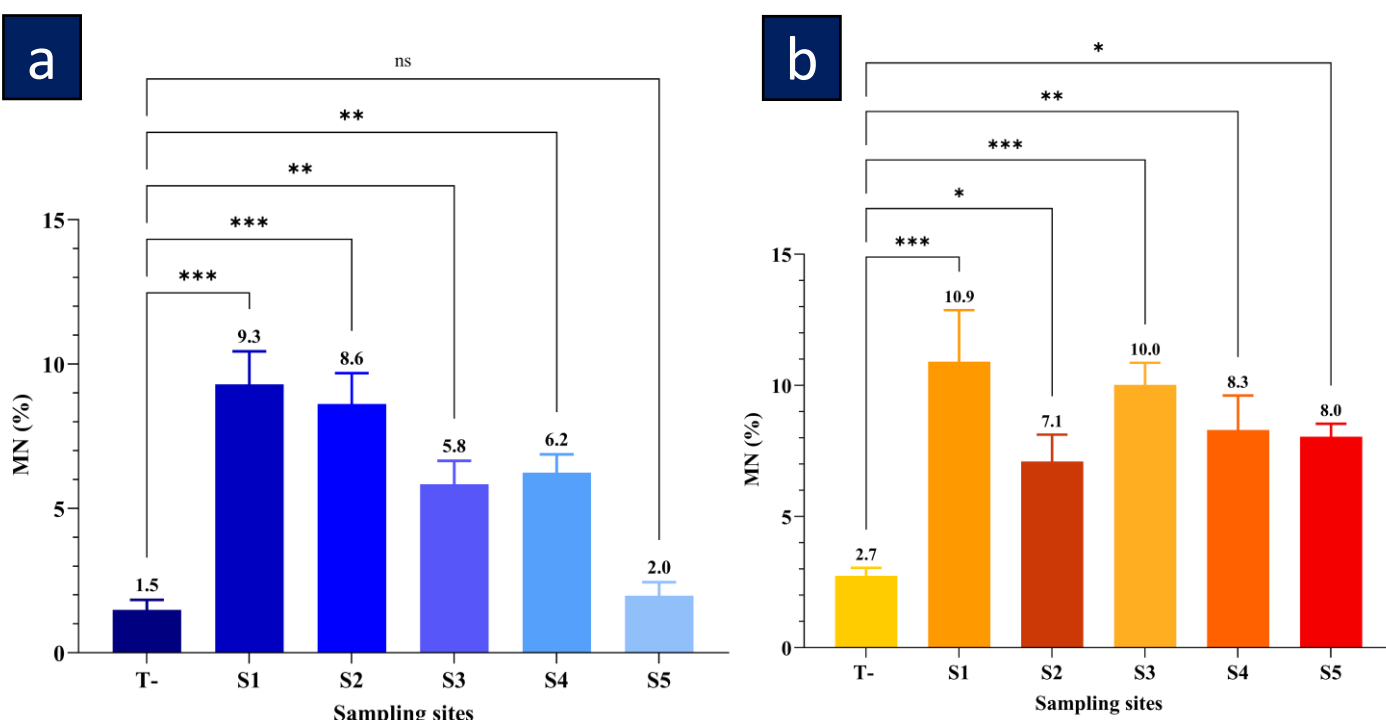 a
ns
**
**
***
***
15
10
5
0
MN (%)
9.3
8.6
5.8
6.2
2.0
1.5
T-
S1
S2
S3
S4
S5
Sampling sites
b
*
**
***
*
***
15
10
5
0
MN (%)
10.9
10.0
8.3
7.1
8.0
2.7
T-
S1
S2
S3
S4
S5
Sampling sites